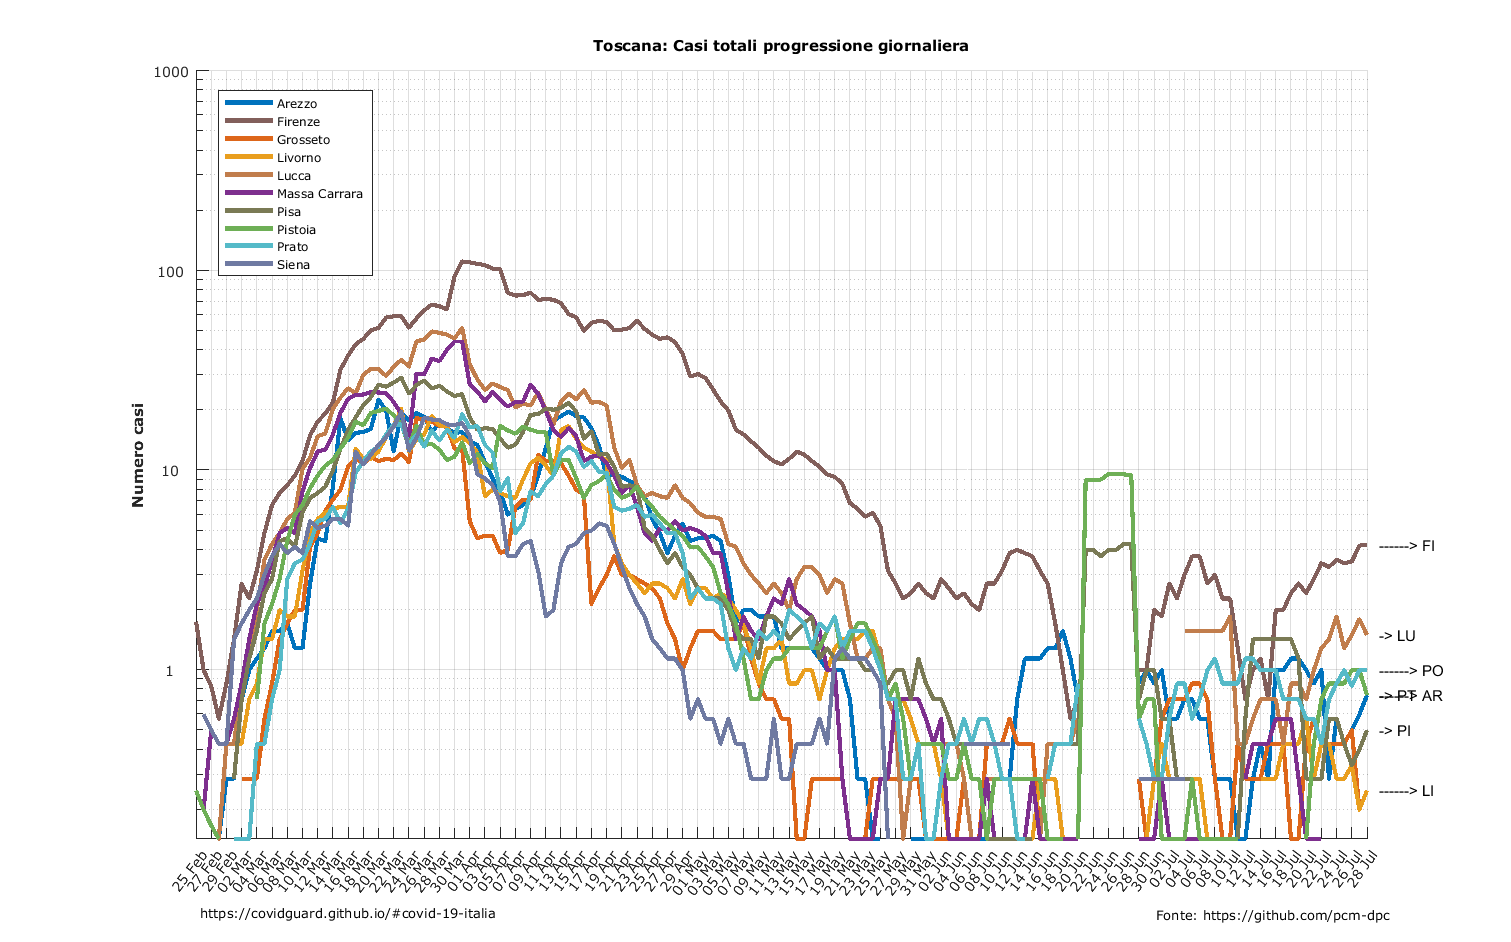 Toscana: Casi totali progressione giornaliera
Numero casi
1000
100
10
1
Arezzo
Firenze
Grosseto
Livorno
Lucca
Massa Carrara
Pisa
Pistoia
Prato
Siena
------> FI
-> LU
------> PO
-> PT
------> AR
-> PI
------> LI
25 Feb
27 Feb
29 Feb
02 Mar
04 Mar
06 Mar
08 Mar
10 Mar
12 Mar
14 Mar
16 Mar
18 Mar
20 Mar
22 Mar
24 Mar
26 Mar
28 Mar
30 Mar
01 Apr
03 Apr
05 Apr
07 Apr
09 Apr
11 Apr
13 Apr
15 Apr
17 Apr
19 Apr
21 Apr
23 Apr
25 Apr
27 Apr
29 Apr
01 May
03 May
05 May
07 May
09 May
11 May
13 May
15 May
17 May
19 May
21 May
23 May
25 May
27 May
29 May
31 May
02 Jun
04 Jun
06 Jun
08 Jun
10 Jun
12 Jun
14 Jun
16 Jun
18 Jun
20 Jun
22 Jun
24 Jun
26 Jun
28 Jun
30 Jun
02 Jul
04 Jul
06 Jul
08 Jul
10 Jul
12 Jul
14 Jul
16 Jul
18 Jul
20 Jul
22 Jul
24 Jul
26 Jul
28 Jul
https://covidguard.github.io/#covid-19-italia
Fonte: https://github.com/pcm-dpc